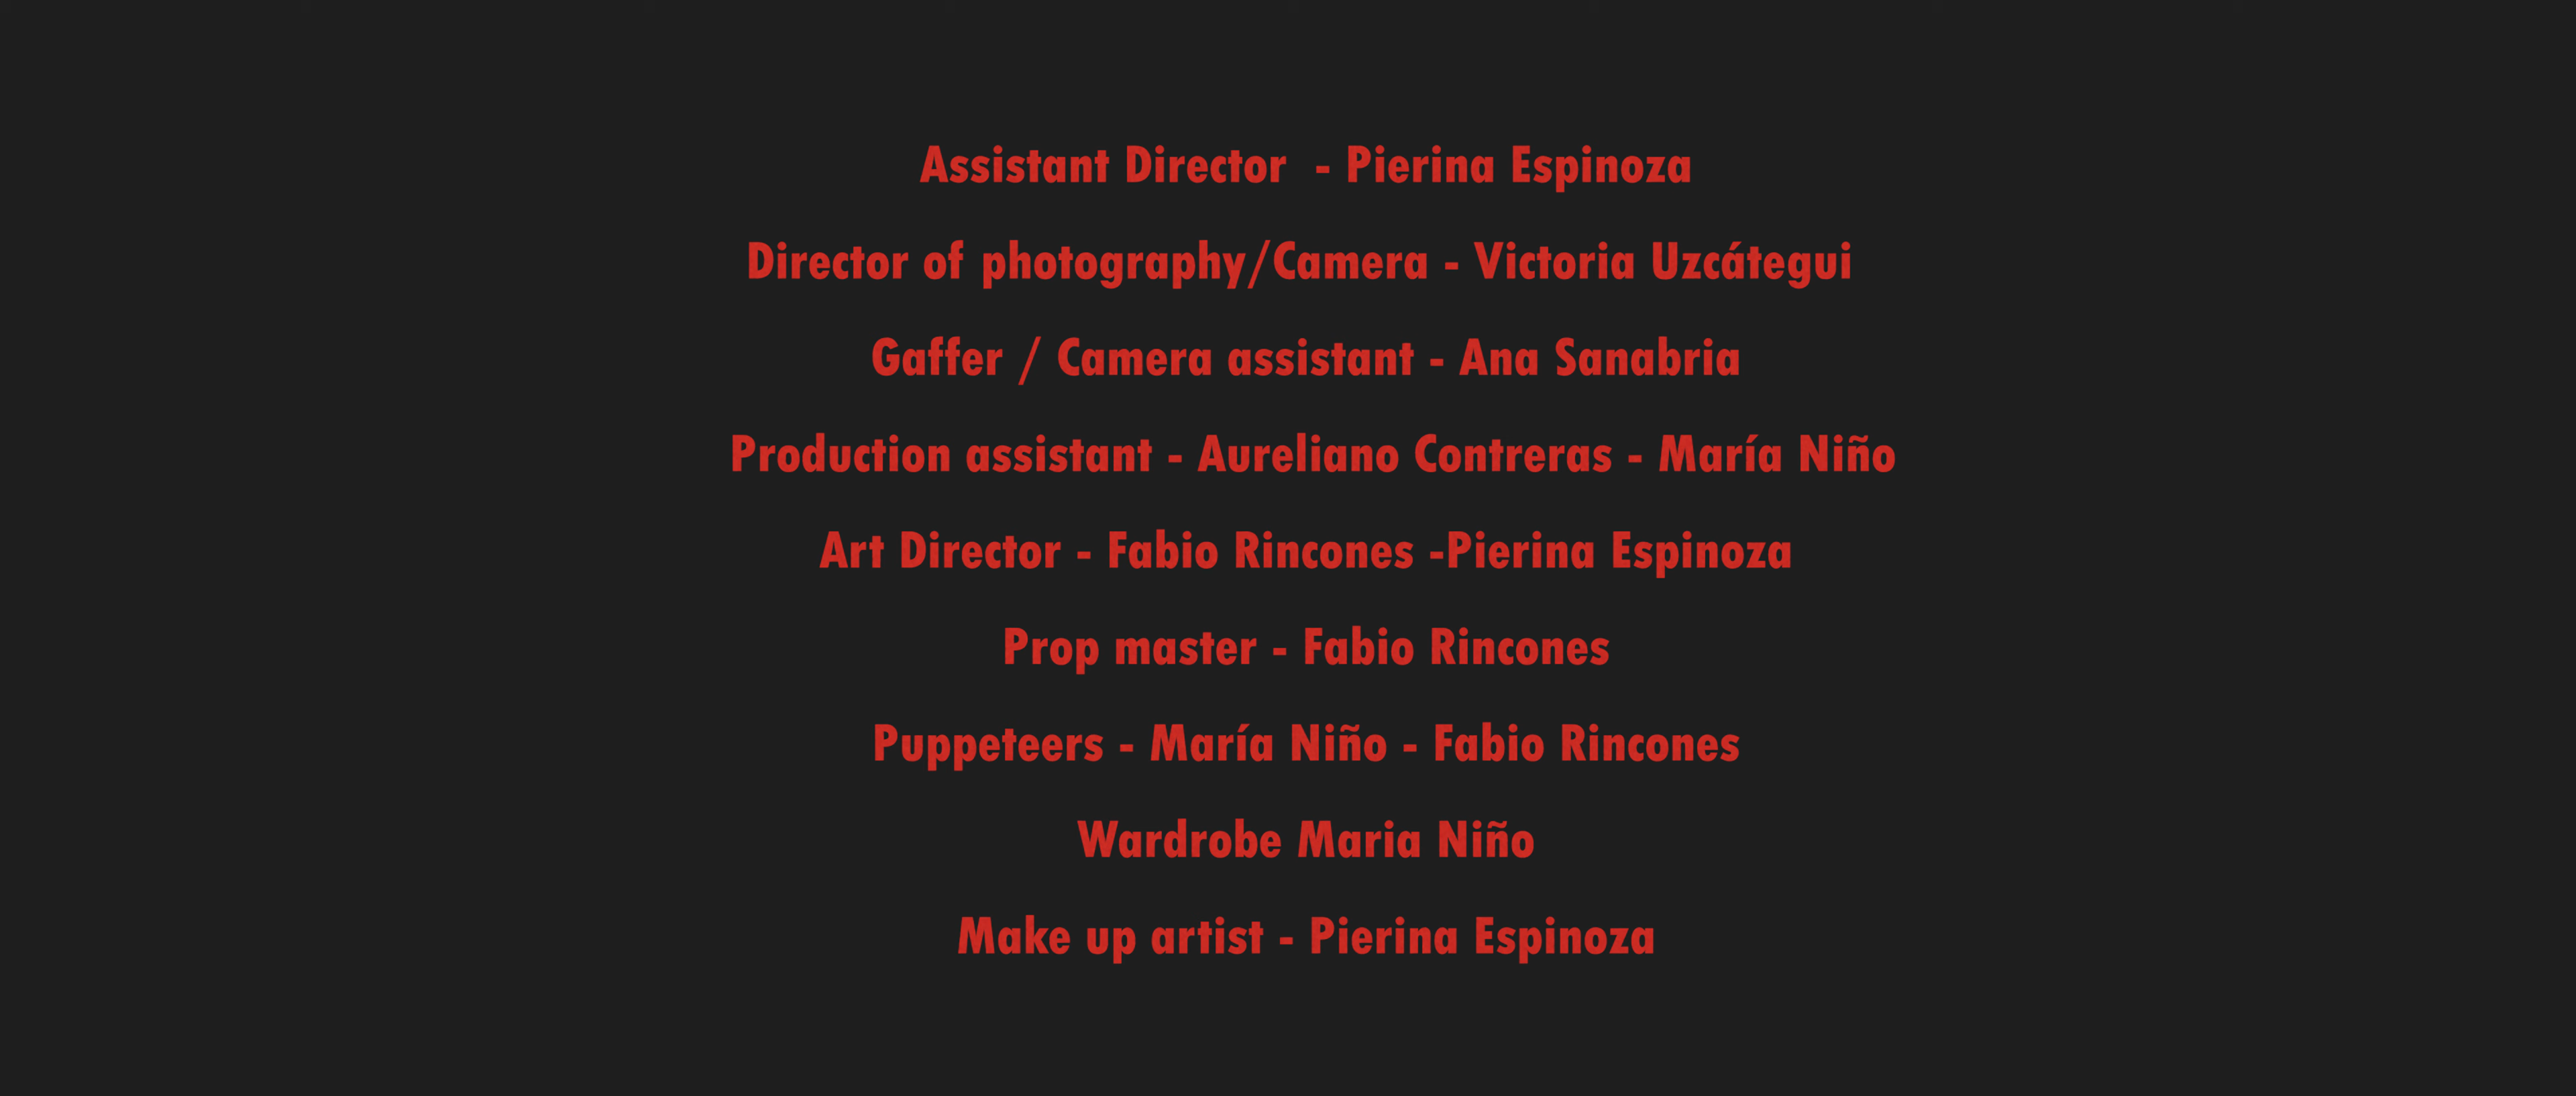 Assistant Director  - Pierina Espinoza
Director of photography/Camera - Victoria Uzcátegui
Gaffer / Camera assistant - Ana Sanabria
Production assistant - Aureliano Contreras - María Niño
Art Director - Fabio Rincones -Pierina Espinoza
Prop master - Fabio Rincones
Puppeteers - María Niño - Fabio Rincones
Wardrobe Maria Niño
Make up artist - Pierina Espinoza